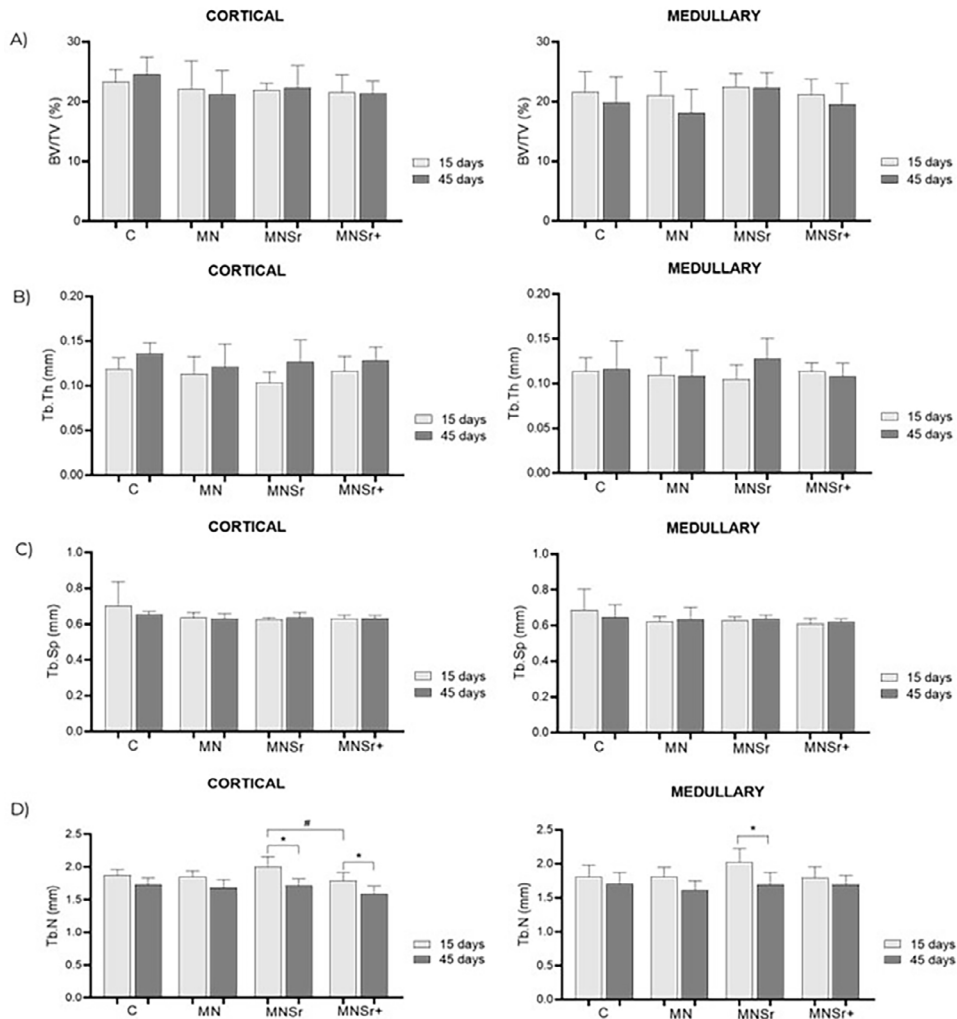 CORTICAL
MEDULLARY
A)
BV/TV (%)
30
20
10
0
C
MN
MNSr
MNSr+
15 days
45 days
BV/TV (%)
30
20
10
0
C
MN
MNSr
MNSr+
15 days
45 days
CORTICAL
MEDULLARY
B)
Tb.Th (mm)
0.20
0.15
0.10
0.05
0.00
C
MN
MNSr
MNSr+
15 days
45 days
Tb.Th (mm)
0.20
0.15
0.10
0.05
0.00
C
MN
MNSr
MNSr+
15 days
45 days
CORTICAL
MEDULLARY
C)
Tb.Sp (mm)
1.0
0.8
0.6
0.4
0.2
0.0
C
MN
MNSr
MNSr+
15 days
45 days
Tb.Sp (mm)
1.0
0.8
0.6
0.4
0.2
0.0
C
MN
MNSr
MNSr+
15 days
45 days
CORTICAL
MEDULLARY
D)
Tb.N (mm)
2.5
2.0
1.5
1.0
0.5
0.0
#
*
*
C
MN
MNSr
MNSr+
15 days
45 days
Tb.N (mm)
2.5
2.0
1.5
1.0
0.5
0.0
*
C
MN
MNSr
MNSr+
15 days
45 days